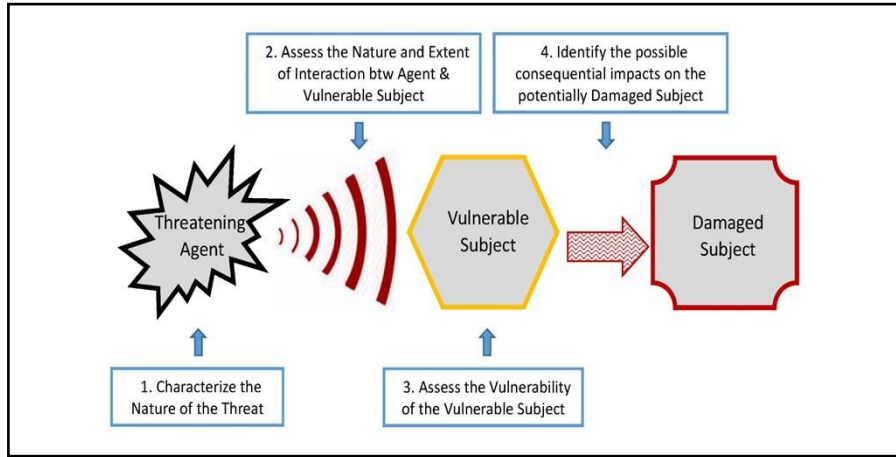 2. Assess the Nature and Extent
of Interaction btw Agent &
Vulnerable Subject
4. Identify the possible
consequential impacts on the
potentially Damaged Subject
Threatening
Agent
Vulnerable
Subject
Damaged
Subject
1. Characterize the
Nature of the Threat
3. Assess the Vulnerability
of the Vulnerable Subject